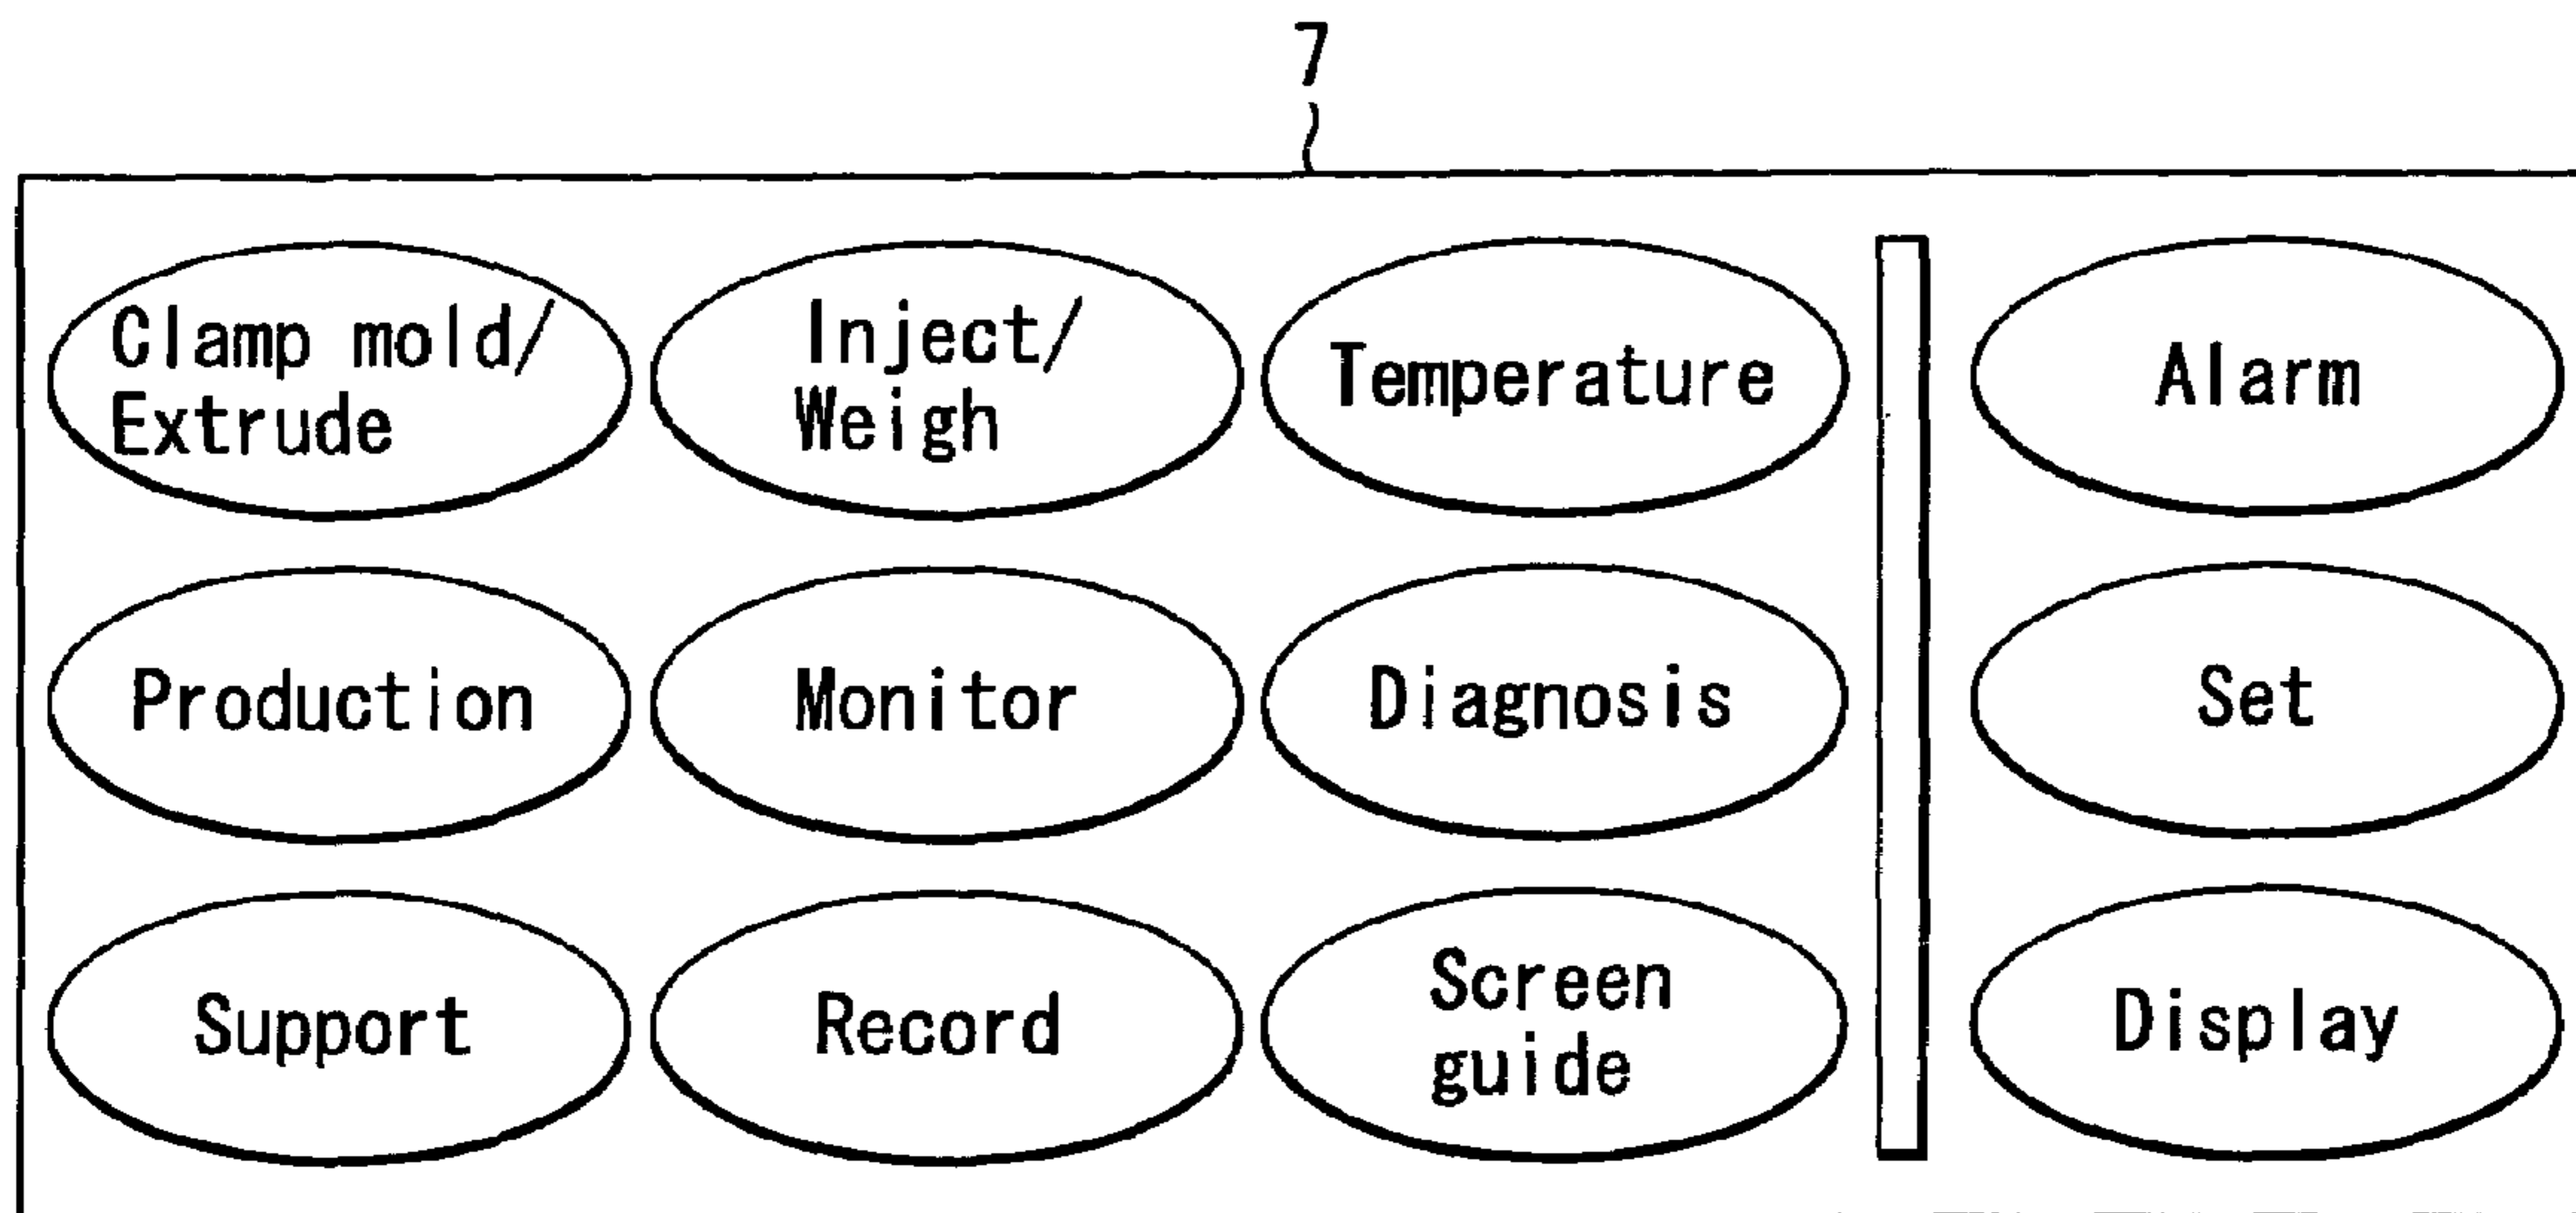 7
Clamp mold/
Extrude
Inject/
Weigh
Temperature
Alarm
Production
Monitor
Diagnosis
Set
Support
Record
Screen
guide
Display